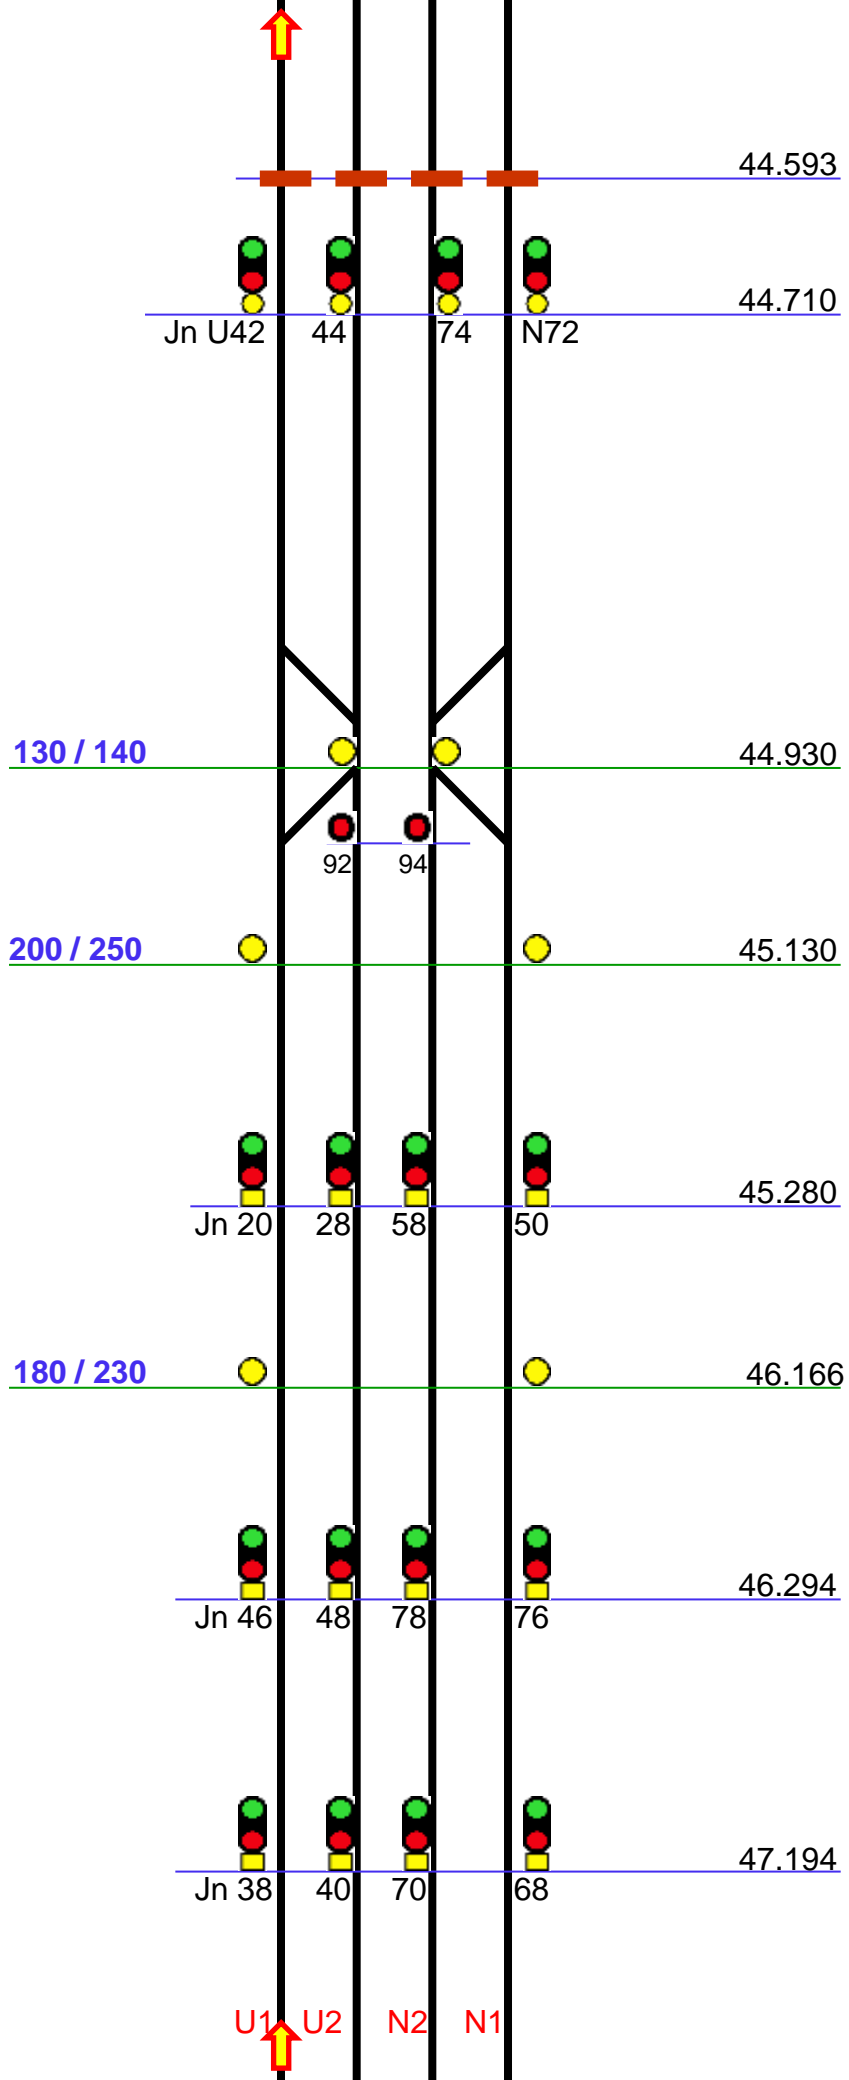 44.593
44.710
Jn U42 44 74 N72
130 / 140 44.930
92 94
200 / 250 45.130
45.280
Jn 20 28 58 50
180 / 230 46.166
46.294
Jn 46 48 78 76
47.194
Jn 38 40 70 68
U1 U2 N2 N1